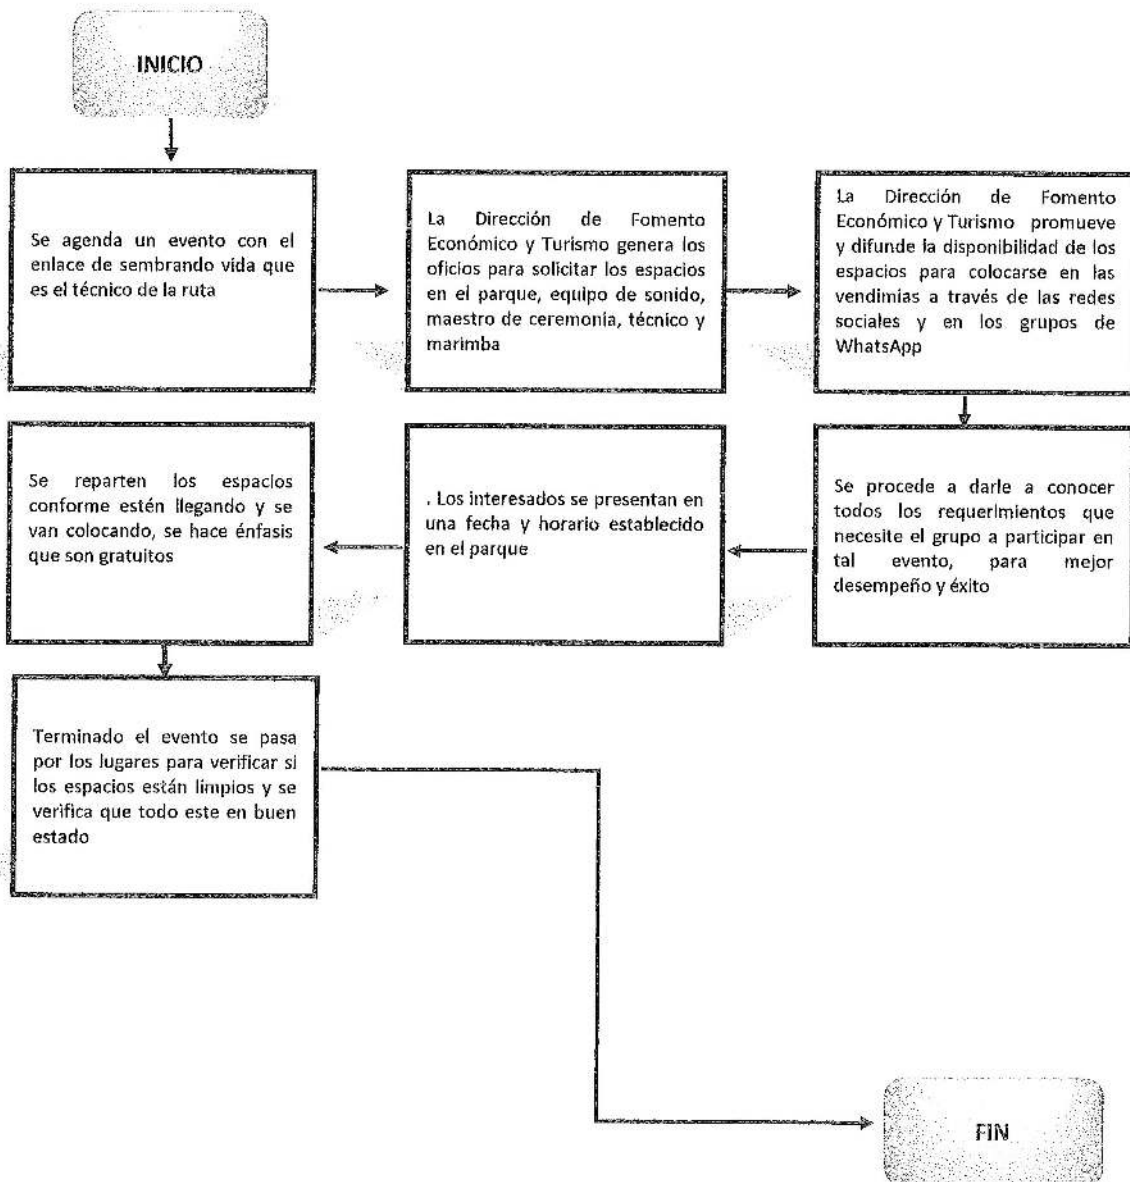 INICIO
Se agenda un evento con el
enlace de sembrando vida que
es el técnico de la ruta
La Dirección de Fomento
Económico y Turismo genera los
oficios para solicitar los espacios
en el parque, equipo de sonido,
maestro de ceremonia, técnico y
marimba
La Dirección de Fomento
Económico y Turismo promueve
y difunde la disponibilidad de los
espacios para colocarse en las
vendimias a través de las redes
sociales y en los grupos de
WhatsApp
Se procede a darle a conocer
todos los requerimientos que
necesite el grupo a participar en
tal evento, para mejor
desempeño y éxito
. Los interesados se presentan en
una fecha y horario establecido
en el parque
Se reparten los espacios
conforme estén llegando y se
van colocando, se hace énfasis
que son gratuitos
Terminado el evento se pasa
por los lugares para verificar si
los espacios están limpios y se
verifica que todo este en buen
estado
FIN